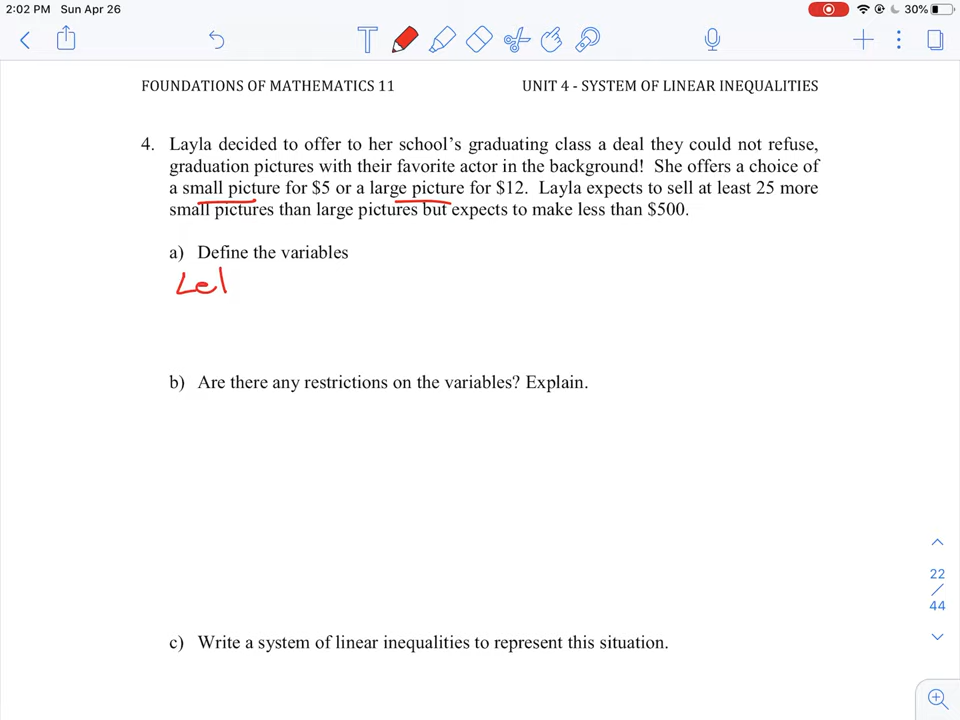 2:02 PM Sun Apr 26 30%
T
FOUNDATIONS OF MATHEMATICS 11 UNIT 4 - SYSTEM OF LINEAR INEQUALITIES
4. Layla decided to offer to her school's graduating class a deal they could not refuse,
graduation pictures with their favorite actor in the background! She offers a choice of
a small picture for $5 or a large picture for $12. Layla expects to sell at least 25 more
small pictures than large pictures but expects to make less than $500.
a) Define the variables
Let
b) Are there any restrictions on the variables? Explain.
22
/
44
c) Write a system of linear inequalities to represent this situation.